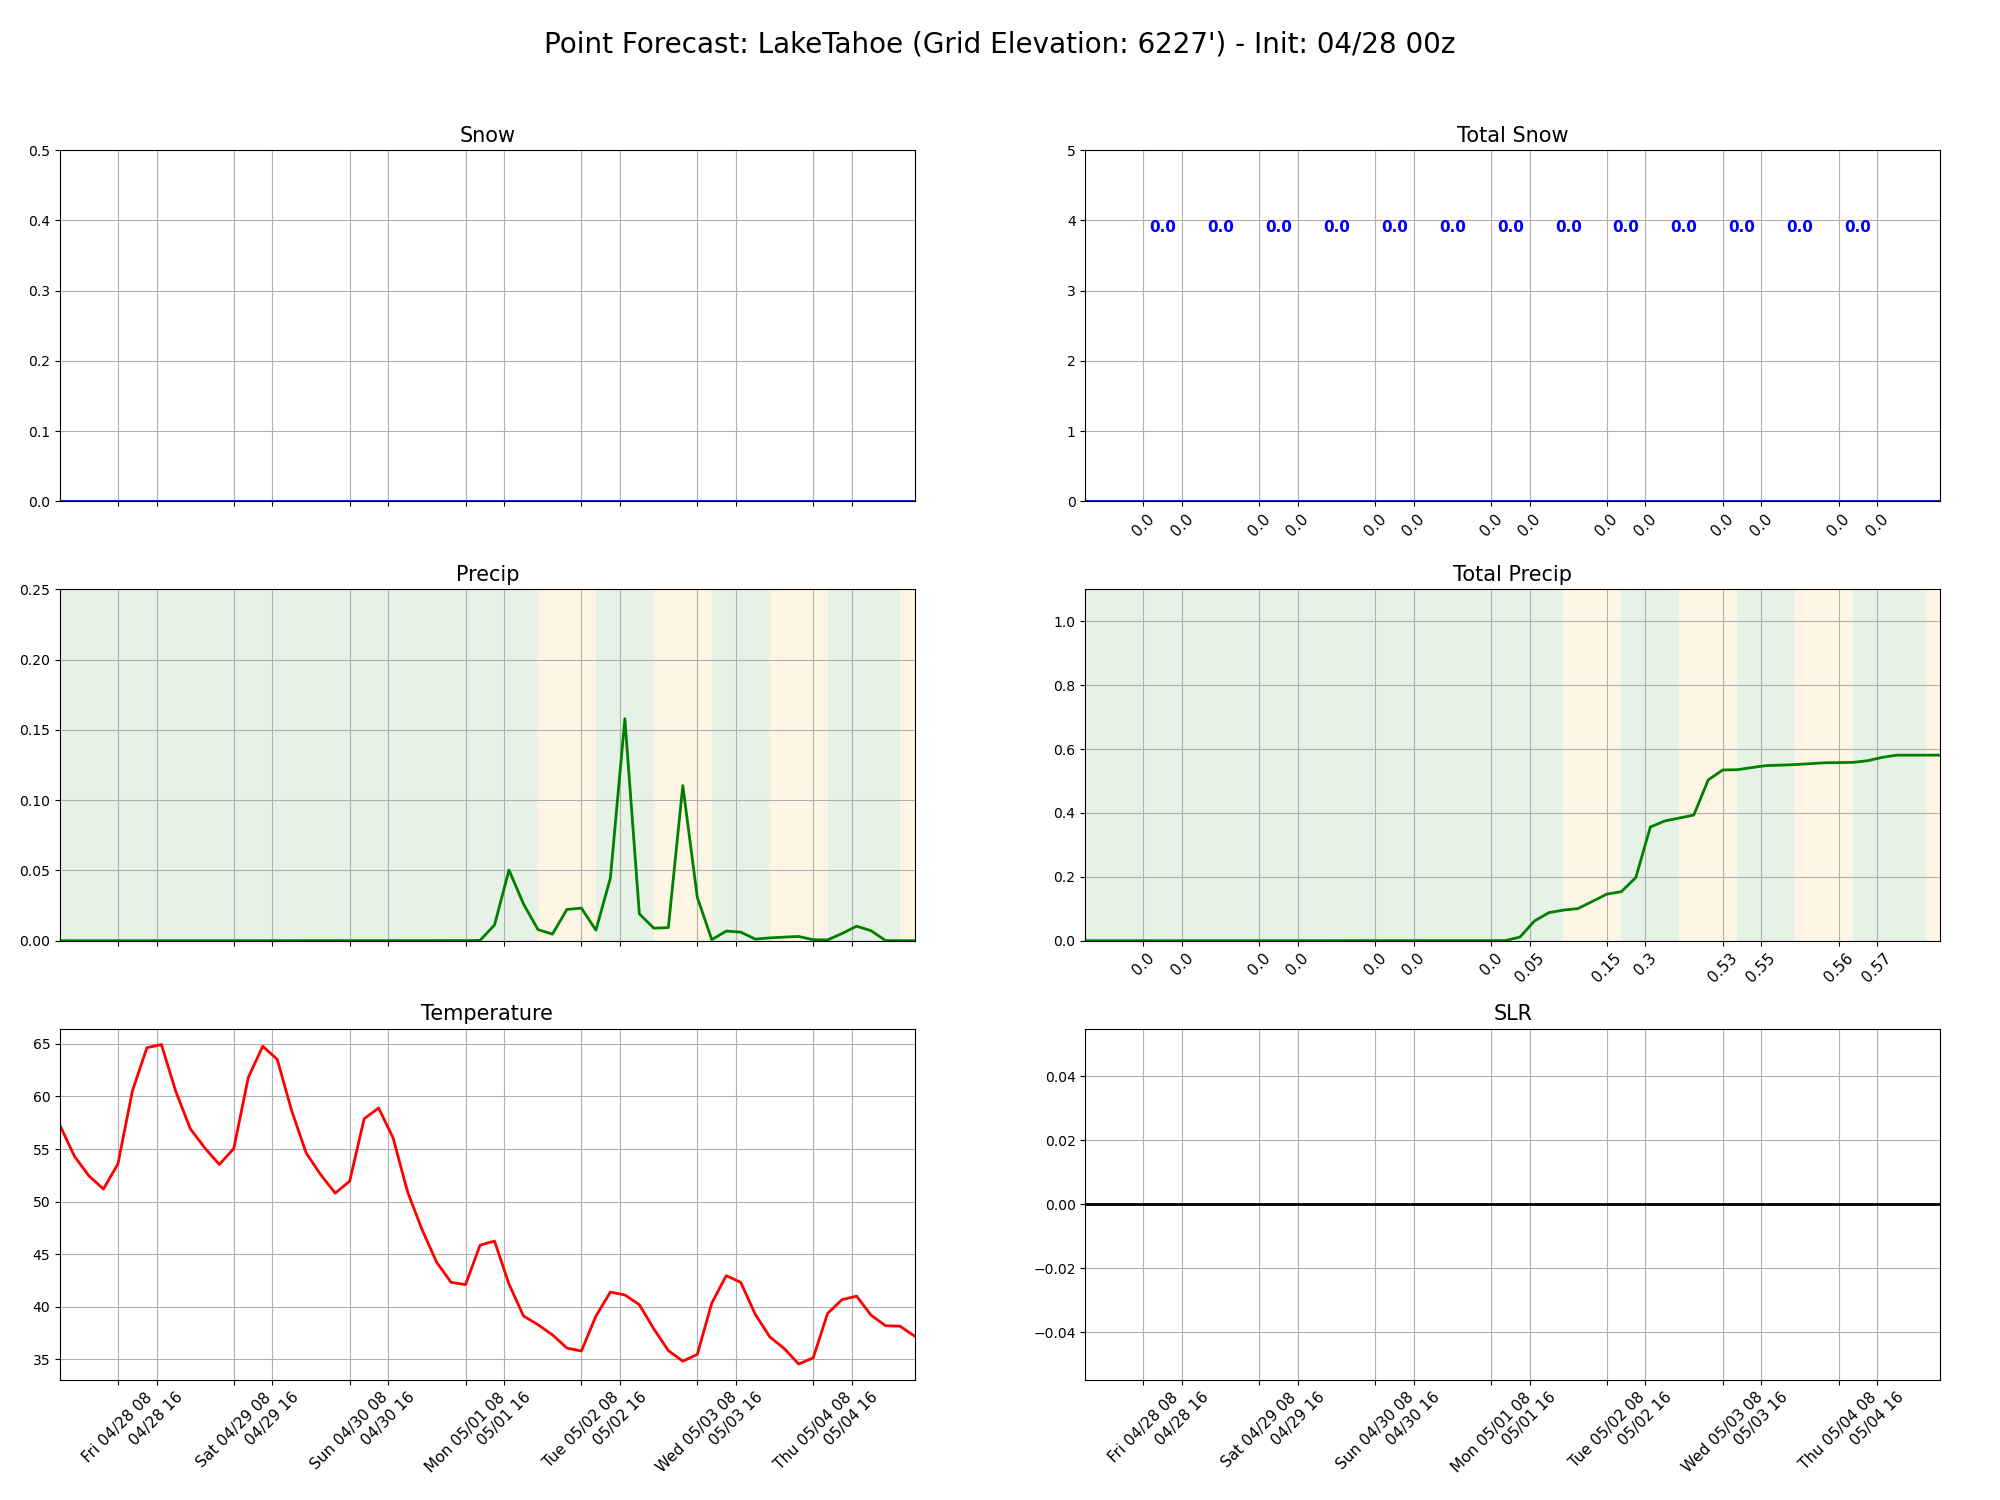 Point Forecast: LakeTahoe (Grid Elevation: 6227') - Init: 04/28 00z
Snow
0.5
0.4
0.3
0.2
0.1
0.0
Total Snow
5
4
3
2
1
0
0.0 0.0 0.0 0.0 0.0 0.0 0.0 0.0 0.0 0.0 0.0 0.0 0.0
0.0 0.0 0.0 0.0 0.0 0.0 0.0 0.0 0.0 0.0 0.0 0.0 0.0 0.0
Precip
0.25
0.20
0.15
0.10
0.05
0.00
Total Precip
1.0
0.8
0.6
0.4
0.2
0.0
0.0 0.0 0.0 0.0 0.0 0.0 0.0 0.05 0.15 0.3 0.53 0.55 0.56 0.57
Temperature
65
60
55
50
45
40
35
Fri 04/28 08
04/28 16
Sat 04/29 08
04/29 16
Sun 04/30 08
04/30 16
Mon 05/01 08
05/01 16
Tue 05/02 08
05/02 16
Wed 05/03 08
05/03 16
Thu 05/04 08
05/04 16
SLR
0.04
0.02
0.00
−0.02
−0.04
Fri 04/28 08
04/28 16
Sat 04/29 08
04/29 16
Sun 04/30 08
04/30 16
Mon 05/01 08
05/01 16
Tue 05/02 08
05/02 16
Wed 05/03 08
05/03 16
Thu 05/04 08
05/04 16